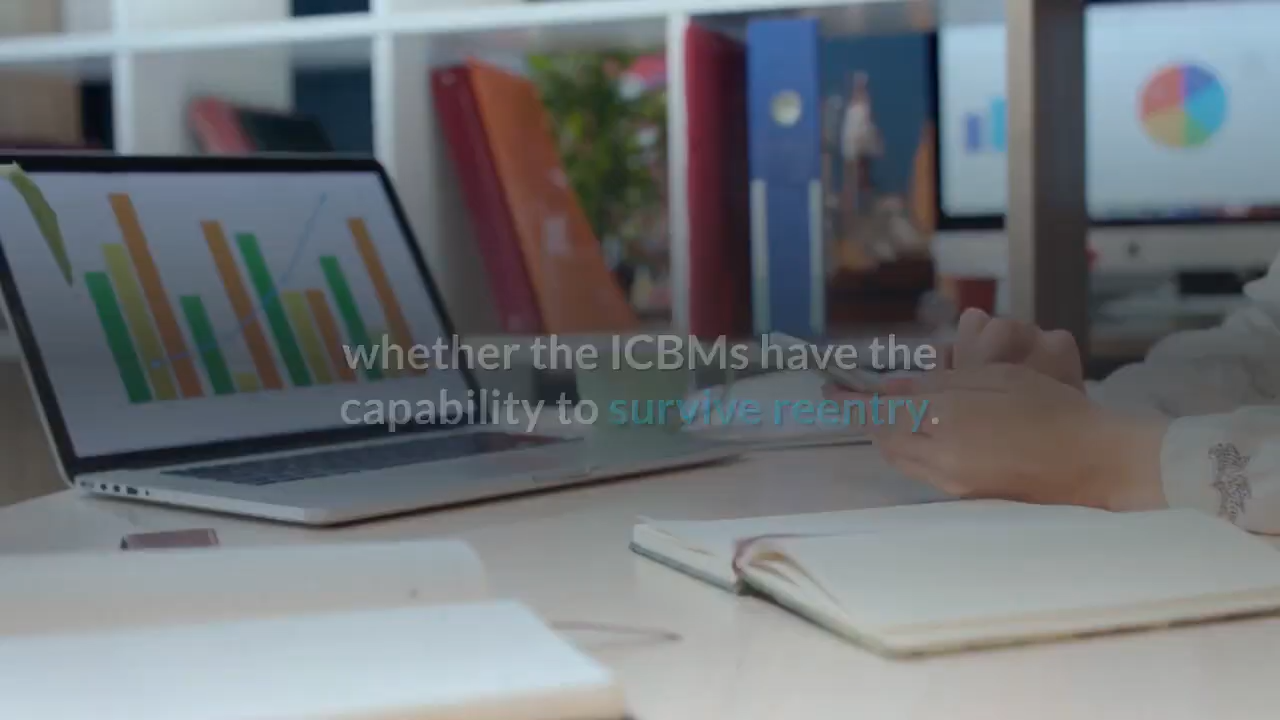 whether the ICBMs have the
capability to survive reentry.